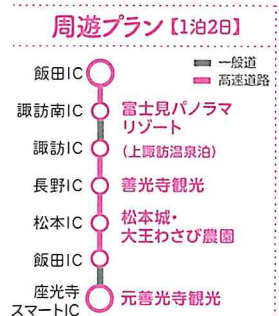 周遊プラン【1泊2日】
一般道
高速道路
飯田IC
諏訪南IC
富士見パノラマ
リゾート
諏訪IC
(上諏訪温泉泊)
長野IC
善光寺観光
松本IC
松本城・
大王わさび農園
飯田IC
座光寺
スマートIC
元善光寺観光